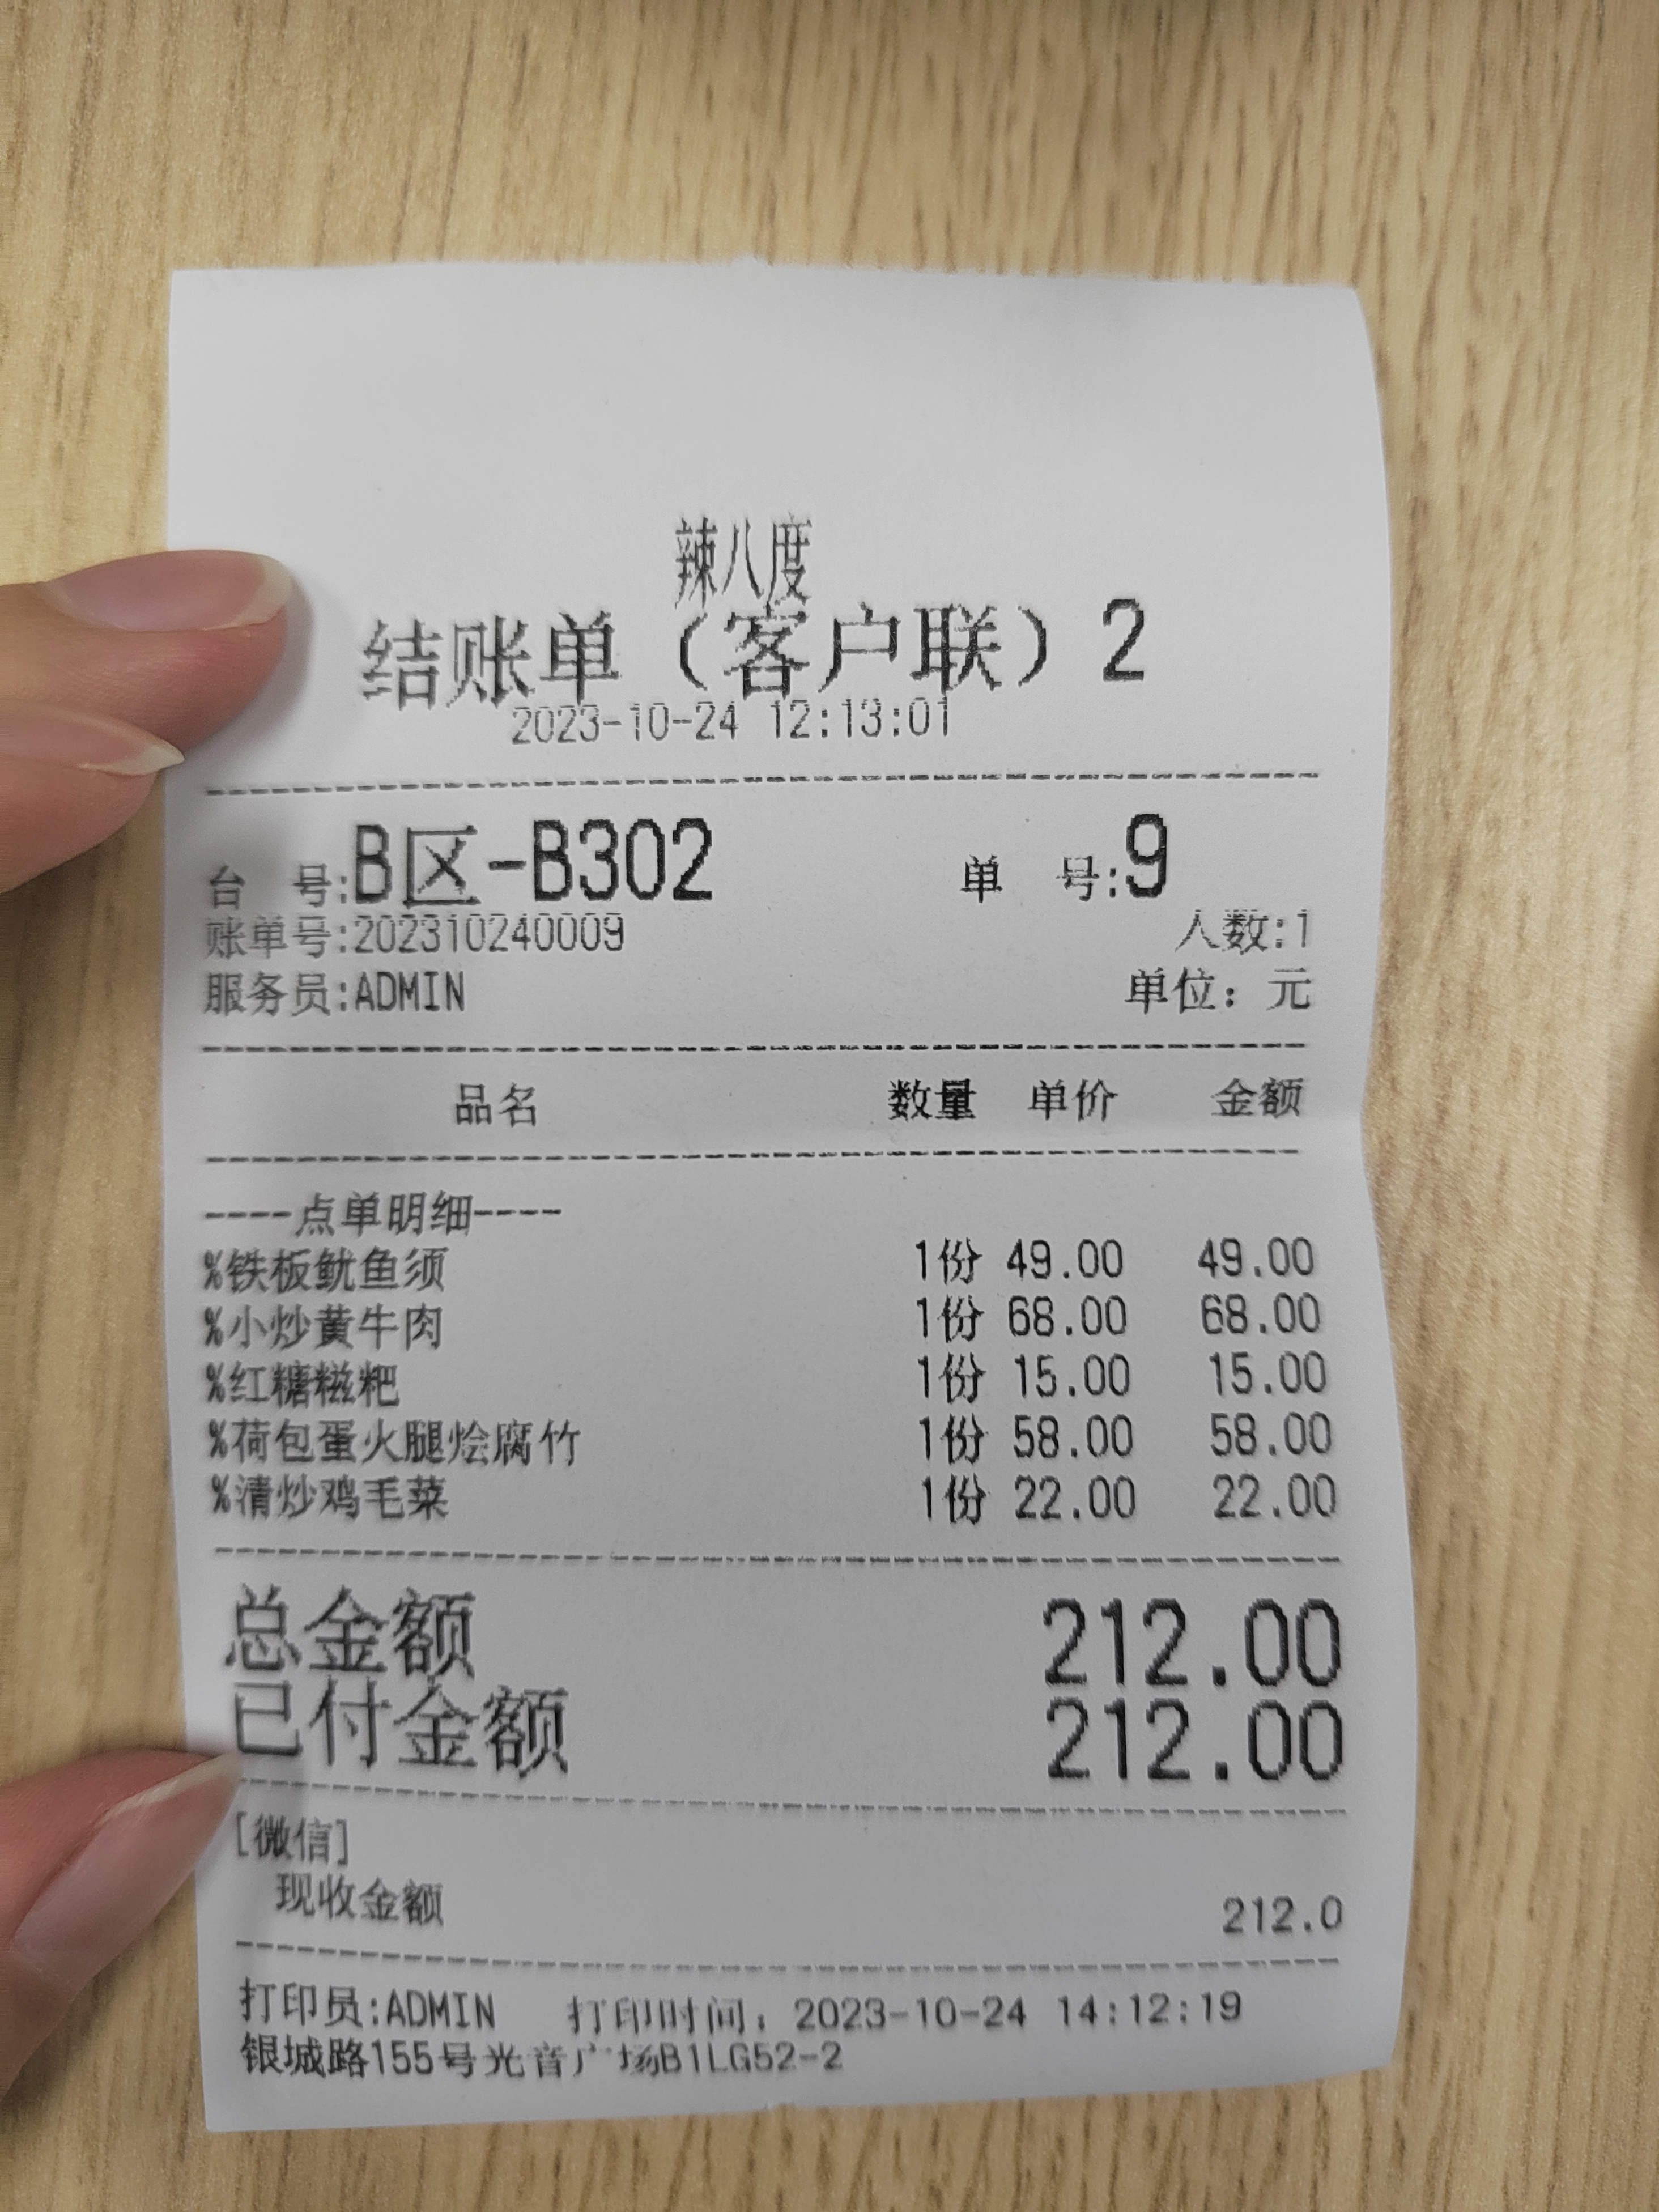 辣八度
结账单（客户联）2
2023-10-24 12:13:01
台 号:B区-B302 单 号:9
账单号:202310240009 人数:1
服务员:ADMIN 单位：元
品名 数量 单价 金额
----点单明细----
%铁板鱿鱼须 1份 49.00 49.00
%小炒黄牛肉 1份 68.00 68.00
%红糖糍粑 1份 15.00 15.00
%荷包蛋火腿烩腐竹 1份 58.00 58.00
%清炒鸡毛菜 1份 22.00 22.00
总金额 212.00
已付金额 212.00
[微信]
现收金额 212.0
打印员:ADMIN 打印时间：2023-10-24 14:12:19
银城路155号光音广场B1LG52-2